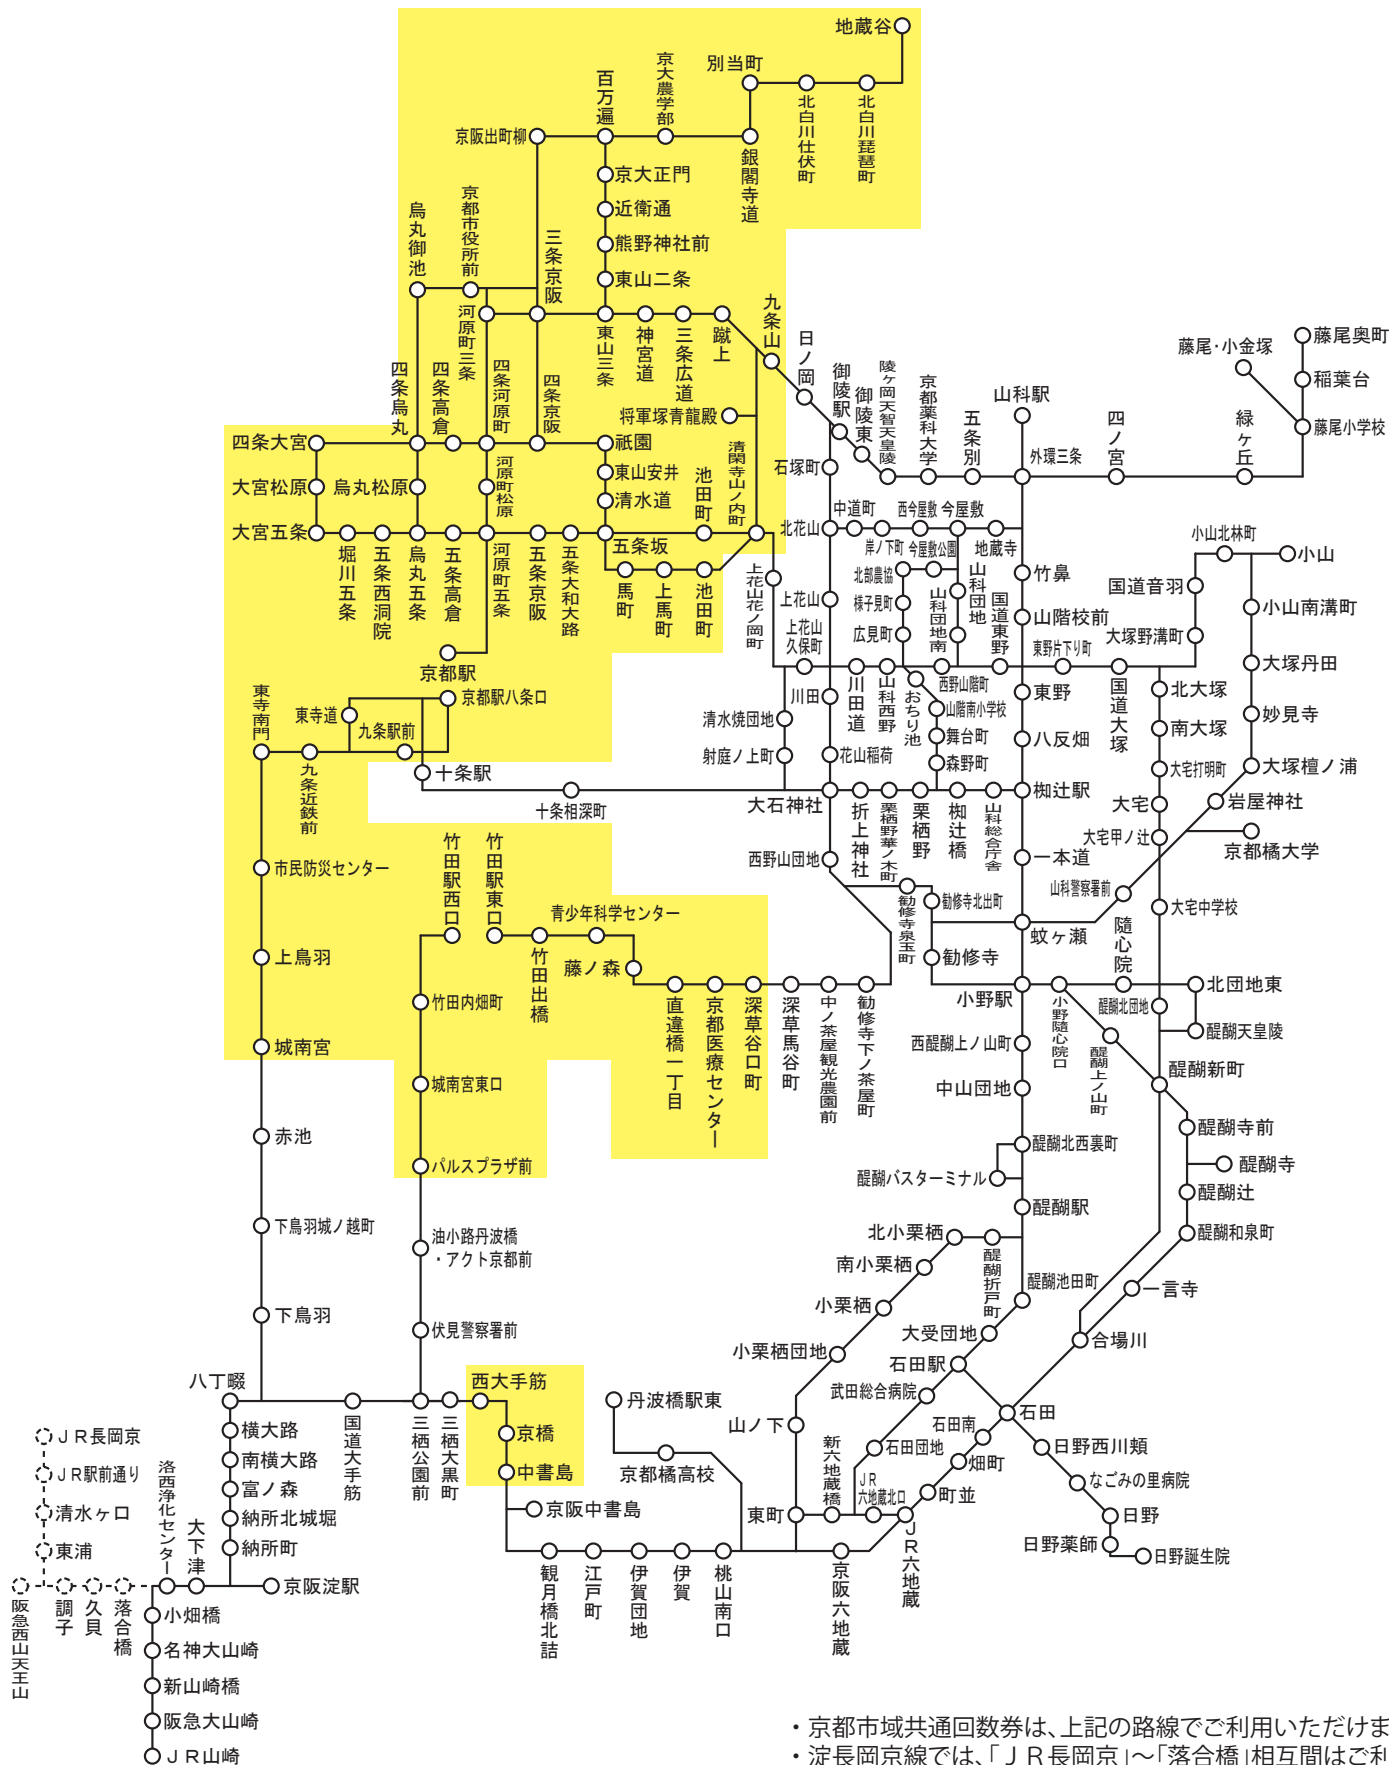 地蔵谷
別当町
京大農学部
百万遍
北白川仕伏町
北白川琵琶町
京阪出町柳
銀閣寺道
京大正門
近衛通
熊野神社前
東山二条
烏丸御池
京都市役所前
三条京阪
河原町三条
東山三条
神宮道
三条広道
蹴上
九条山
日ノ岡
御陵駅
御陵東
陵ヶ岡天智天皇陵
京都薬科大学
五条別
山科駅
外環三条
四ノ宮
緑ヶ丘
藤尾・小金塚
藤尾奥町
稲葉台
藤尾小学校
四条烏丸
四条高倉
四条河原町
四条京阪
将軍塚青龍殿
清閑寺山ノ内町
四条大宮
祇園
大宮松原
烏丸松原
河原町松原
東山安井
清水道
池田町
大宮五条
堀川五条
五条西洞院
烏丸五条
五条高倉
河原町五条
五条京阪
五条大和大路
五条坂
馬町
上馬町
池田町
上花山花ノ岡町
石塚町
北花山
中道町
西今屋敷
今屋敷
岸ノ下町
今屋敷公園
地蔵寺
北部農協
様子見町
広見町
山科団地
山科団地南
国道東野
竹鼻
山階校前
東野片下り町
小山北林町
小山
国道音羽
大塚野溝町
小山南溝町
大塚丹田
妙見寺
大塚檀ノ浦
上花山
上花山
久保町
川田
川田道
山科西野
おちり池
西野山階町
山階南小学校
舞台町
森野町
東野
八反畑
椥辻駅
国道大塚
北大塚
南大塚
大宅打明町
大宅
大宅甲ノ辻
岩屋神社
京都橘大学
京都駅
京都駅八条口
東寺南門
東寺道
九条駅前
九条近鉄前
十条駅
十条相深町
清水焼団地
射庭ノ上町
花山稲荷
大石神社
折上神社
栗栖野華ノ木町
栗栖野
椥辻橋
山科総合庁舎
西野山団地
一本道
山科警察署前
大宅中学校
市民防災センター
上鳥羽
城南宮
竹田駅西口
竹田駅東口
青少年科学センター
竹田出橋
藤ノ森
竹田内畑町
城南宮東口
パルスプラザ前
直違橋一丁目
京都医療センター
深草谷口町
深草馬谷町
中ノ茶屋観光農園前
勧修寺下ノ茶屋町
勧修寺泉玉町
勧修寺北出町
勧修寺
蚊ヶ瀬
小野駅
小野随心院口
隨心院
北団地東
醍醐北団地
醍醐天皇陵
西醍醐上ノ山町
醍醐上ノ山町
醍醐新町
中山団地
醍醐北西裏町
醍醐バスターミナル
醍醐寺前
醍醐寺
醍醐辻
醍醐和泉町
赤池
下鳥羽城ノ越町
下鳥羽
油小路丹波橋
・アクト京都前
伏見警察署前
醍醐駅
北小栗栖
醍醐折戸町
南小栗栖
小栗栖
小栗栖団地
醍醐池田町
大受団地
石田駅
武田総合病院
一言寺
合場川
八丁畷
横大路
南横大路
富ノ森
納所北城堀
納所町
京阪淀駅
国道大手筋
三栖公園前
三栖大黒町
西大手筋
京橋
中書島
京阪中書島
丹波橋駅東
京都橘高校
山ノ下
新六地蔵橋
石田団地
ＪＲ
六地蔵北口
東町
石田南
石田
畑町
町並
日野西川頬
なごみの里病院
日野
日野薬師
日野誕生院
ＪＲ長岡京
ＪＲ駅前通り
清水ヶ口
東浦
洛西浄化センター
大下津
阪急西山天王山
調子
久貝
落合橋
小畑橋
名神大山崎
新山崎橋
阪急大山崎
ＪＲ山崎
観月橋北詰
江戸町
伊賀団地
伊賀
桃山南口
京阪六地蔵
ＪＲ六地蔵
・京都市域共通回数券は、上記の路線でご利用いただけま
・淀長岡京線では、「ＪＲ長岡京」～「落合橋」相互間はご利